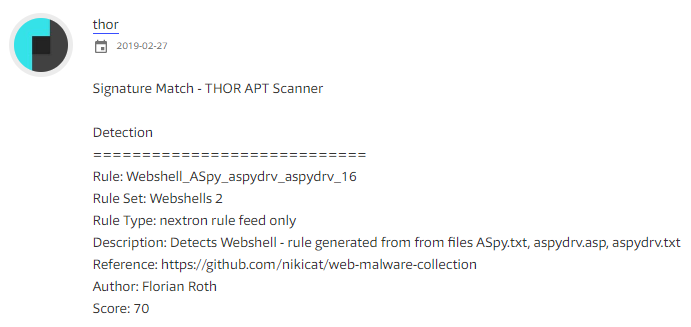 thor
2019-02-27
Signature Match - THOR APT Scanner
Detection
============================
Rule: Webshell_ASpy_aspydrv_aspydrv_16
Rule Set: Webshells 2
Rule Type: nextron rule feed only
Description: Detects Webshell - rule generated from from files ASpy.txt, aspydrv.asp, aspydrv.txt
Reference: https://github.com/nikicat/web-malware-collection
Author: Florian Roth
Score: 70